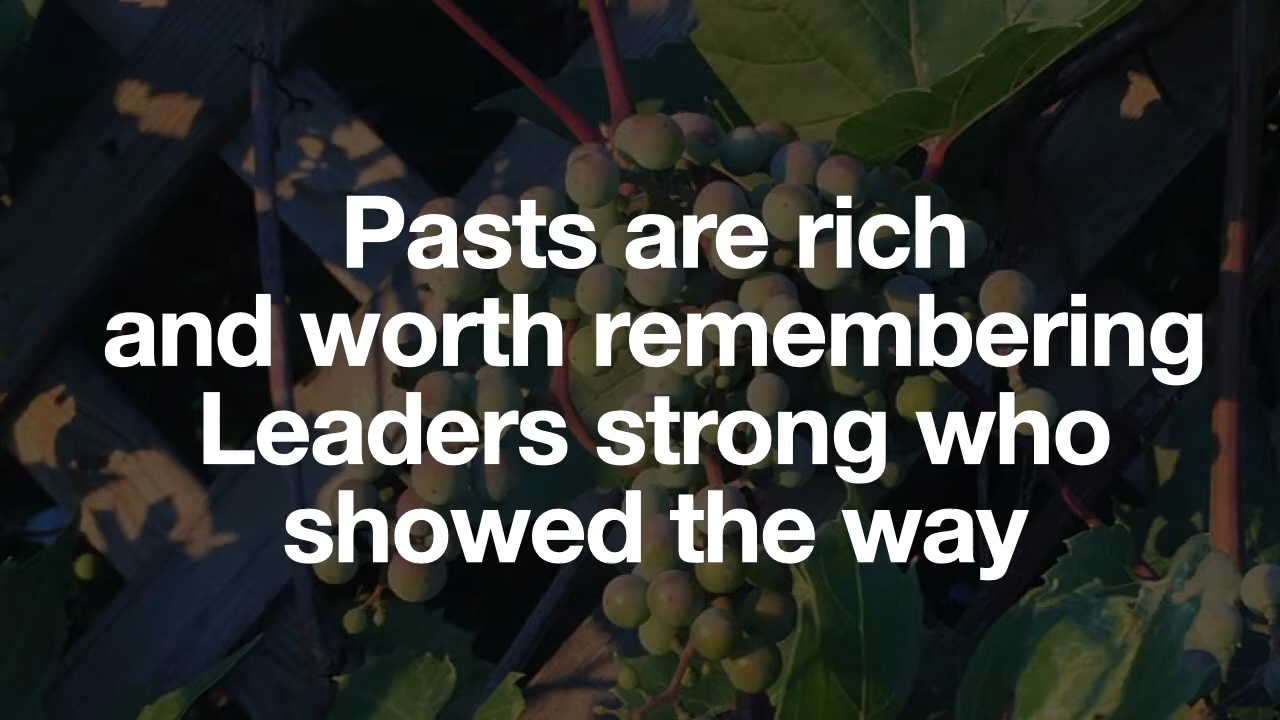 Pasts are rich
and worth remembering
Leaders strong who
showed the way